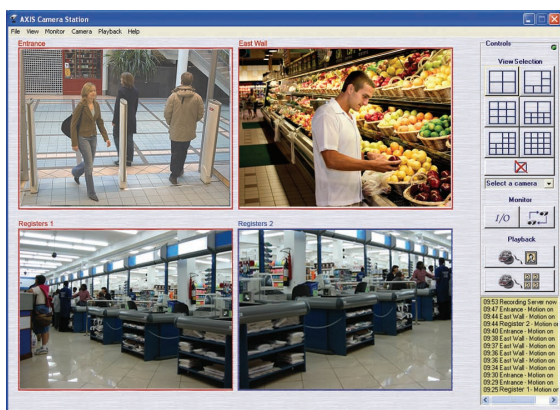 AXIS Camera Station
File View Monitor Camera Playback Help
Entrance
East Wall
Registers 1
Registers 2
Controls
View Selection
Select a camera
Monitor
I/O
Playback
09:53 Recording Server now
09:47 Entrance - Motion on
09:44 East Wall - Motion on
09:44 Register 2 - Motion on
09:40 Entrance - Motion on
09:38 East Wall - Motion on
09:37 East Wall - Motion on
09:36 East Wall - Motion on
09:36 East Wall - Motion on
09:34 East Wall - Motion on
09:30 Entrance - Motion on
09:29 Entrance - Motion on
09:25 Register 1 - Motion on